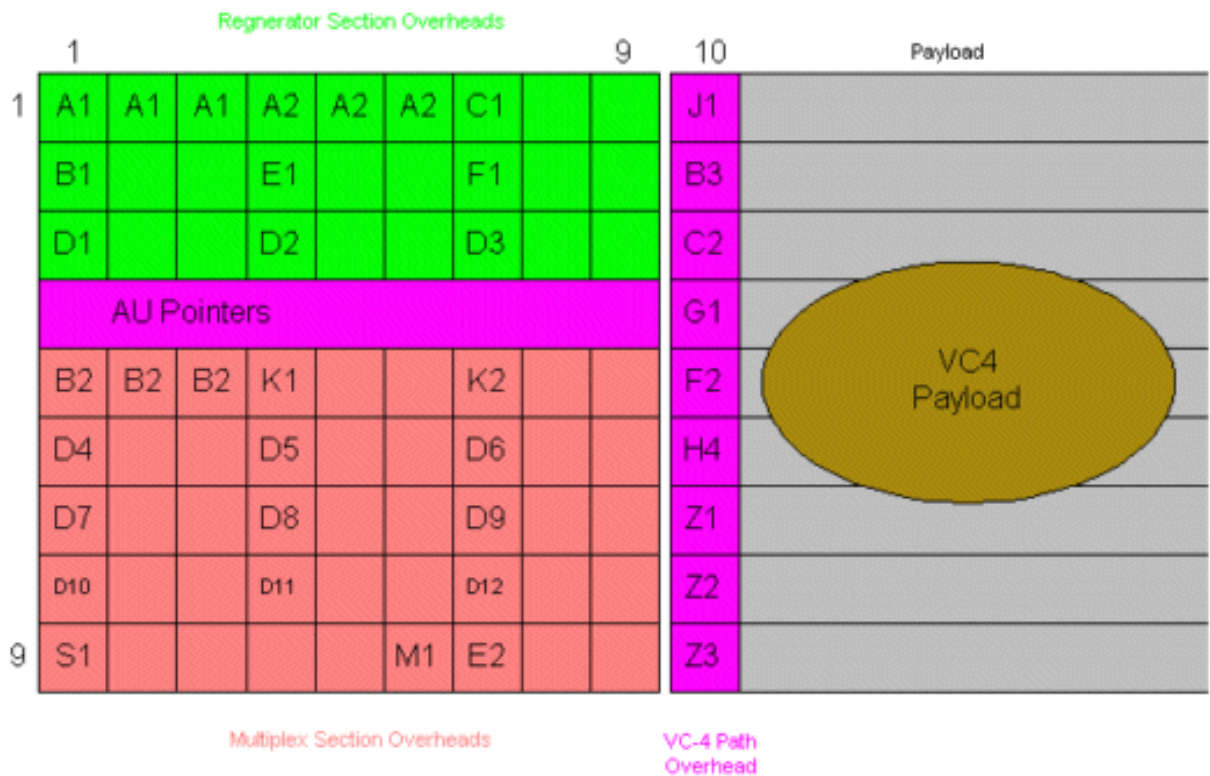 Regnerator Section Overheads
1 9 10 Payload
1 A1 A1 A1 A2 A2 A2 C1 J1
B1 E1 F1 B3
D1 D2 D3 C2
AU Pointers G1
B2 B2 B2 K1 K2 F2
VC4
Payload
D4 D5 D6 H4
D7 D8 D9 Z1
D10 D11 D12 Z2
9 S1 M1 E2 Z3
Multiplex Section Overheads
VC-4 Path
Overhead